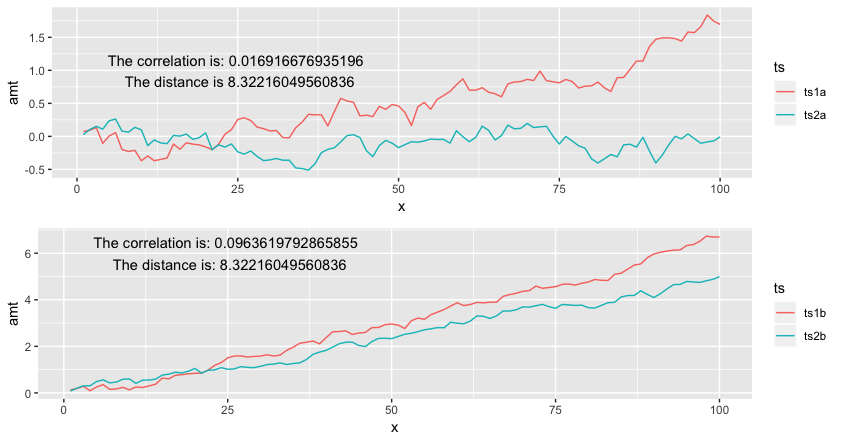 The correlation is: 0.016916676935196
The distance is 8.32216049560836
amt
1.5
1.0
0.5
0.0
-0.5
0
25
50
75
100
x
ts
ts1a
ts2a
The correlation is: 0.0963619792865855
The distance is: 8.32216049560836
amt
6
4
2
0
0
25
50
75
100
x
ts
ts1b
ts2b